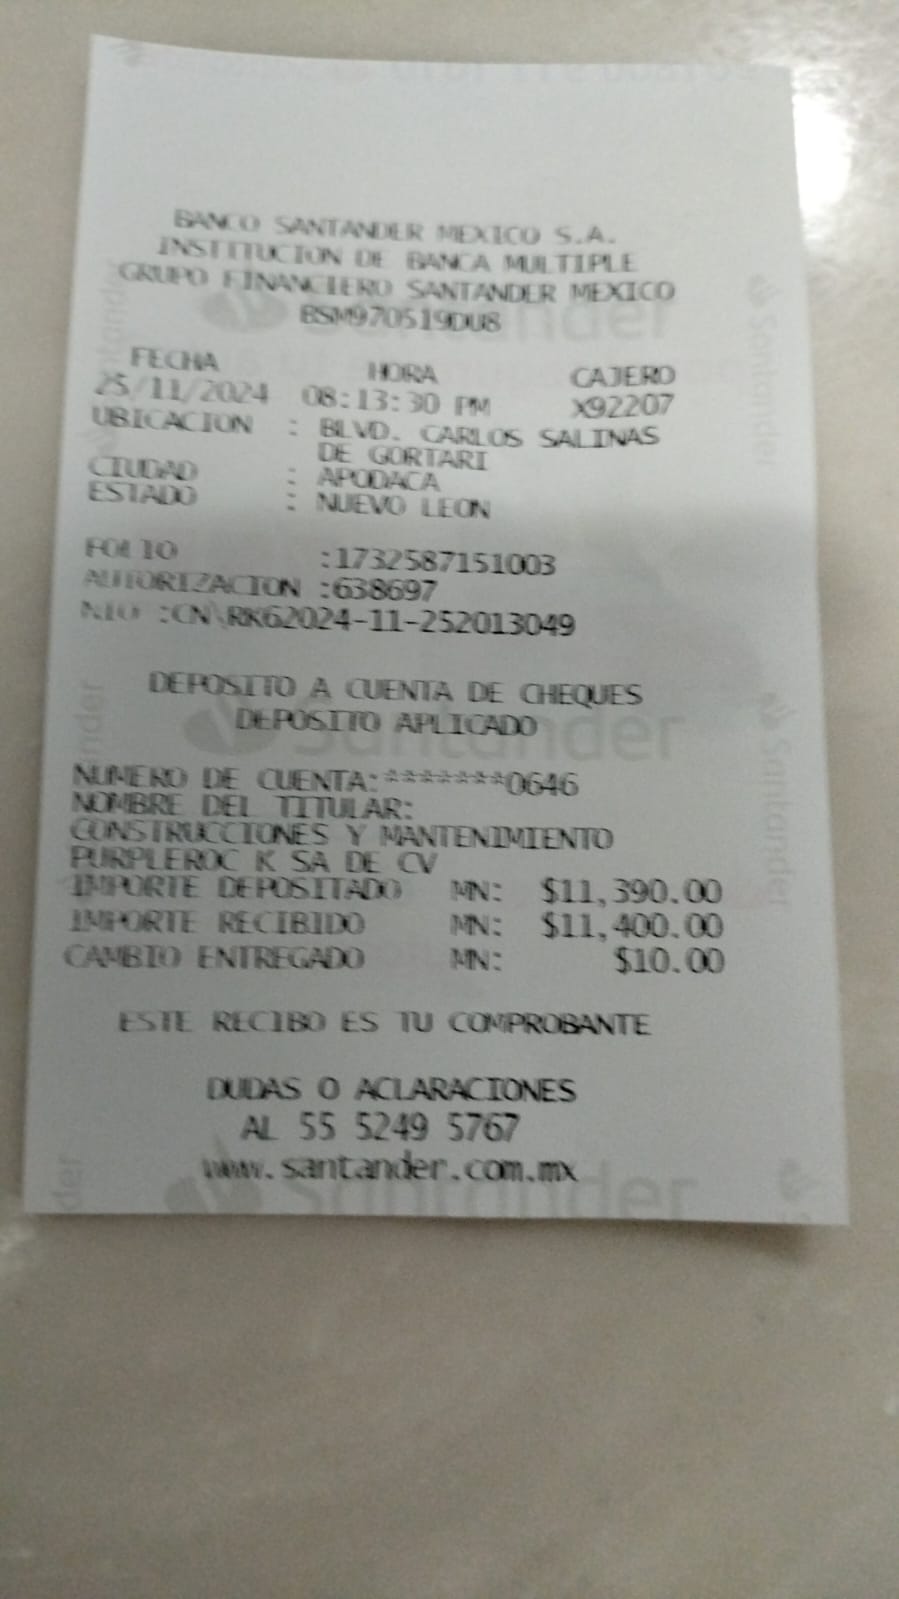 BANCO SANTANDER MEXICO S.A.
INSTITUCION DE BANCA MULTIPLE
GRUPO FINANCIERO SANTANDER MEXICO
BSM970519DU8
FECHA HORA CAJERO
25/11/2024 08:13:30 PM X92207
UBICACION : BLVD. CARLOS SALINAS
DE GORTARI
CIUDAD : APODACA
ESTADO : NUEVO LEON
FOLIO :1732587151003
AUTORIZACION :638697
:CN\RK62024-11-252013049
DEPOSITO A CUENTA DE CHEQUES
DEPOSITO APLICADO
NUMERO DE CUENTA:*******0646
NOMBRE DEL TITULAR:
CONSTRUCCIONES Y MANTENIMIENTO
PURPLEROC K SA DE CV
IMPORTE DEPOSITADO MN: $11,390.00
IMPORTE RECIBIDO MN: $11,400.00
CAMBIO ENTREGADO MN: $10.00
ESTE RECIBO ES TU COMPROBANTE
DUDAS O ACLARACIONES
AL 55 5249 5767
www.santander.com.mx